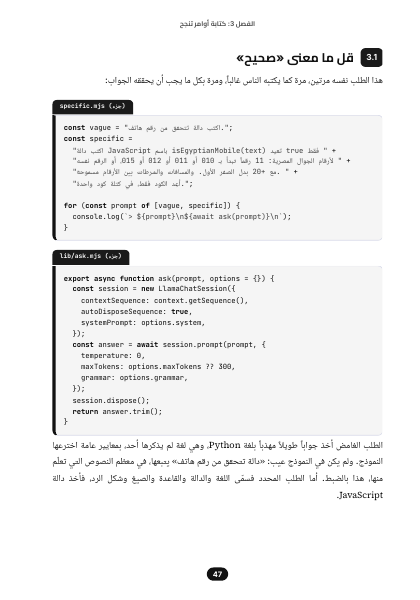 الفصل 3: كتابة أوامر تنجح
3.1 قل ما معنى «صحيح»
هذا الطلب نفسه مرتين، مرة كما يكتبه الناس غالباً، ومرة بكل ما يجب أن يحققه الجواب:
specific.mjs (جزء)
const vague = "اكتب دالة تتحقق من رقم هاتف.";
const specific =
"اكتب دالة JavaScript باسم isEgyptianMobile(text) تعيد true فقط " +
"لأرقام الجوال المصرية: 11 رقماً تبدأ بـ 010 أو 011 أو 012 أو 015، أو الرقم نفسه " +
"مع +20 بدل الصفر الأول. والمسافات والشرطات بين الأرقام مسموحة. " +
"أعد الكود فقط، في كتلة كود واحدة.";
for (const prompt of [vague, specific]) {
console.log(`> ${prompt}\n${await ask(prompt)}\n`);
}
lib/ask.mjs (جزء)
export async function ask(prompt, options = {}) {
const session = new LlamaChatSession({
contextSequence: context.getSequence(),
autoDisposeSequence: true,
systemPrompt: options.system,
});
const answer = await session.prompt(prompt, {
temperature: 0,
maxTokens: options.maxTokens ?? 300,
grammar: options.grammar,
});
session.dispose();
return answer.trim();
}
الطلب الغامض أخذ جواباً طويلاً مهذباً بلغة Python، وهي لغة لم يذكرها أحد، بمعايير عامة اخترعها
النموذج. ولم يكن في النموذج عيب: «دالة تتحقق من رقم هاتف» يتبعها، في معظم النصوص التي تعلّم
منها، هذا بالضبط. أما الطلب المحدد فسمّى اللغة والدالة والقاعدة والصيغ وشكل الرد، فأخذ دالة
JavaScript.
47